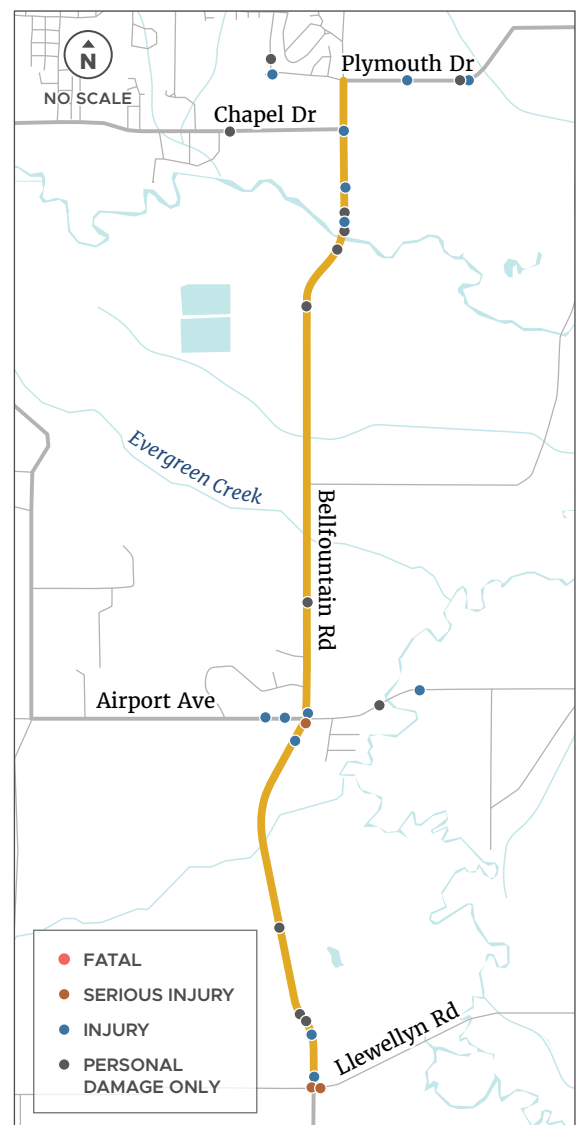 Plymouth Dr
N
NO SCALE
Chapel Dr
Evergreen Creek
Bellfountain Rd
Airport Ave
FATAL
SERIOUS INJURY
INJURY
PERSONAL
DAMAGE ONLY
Llewellyn Rd